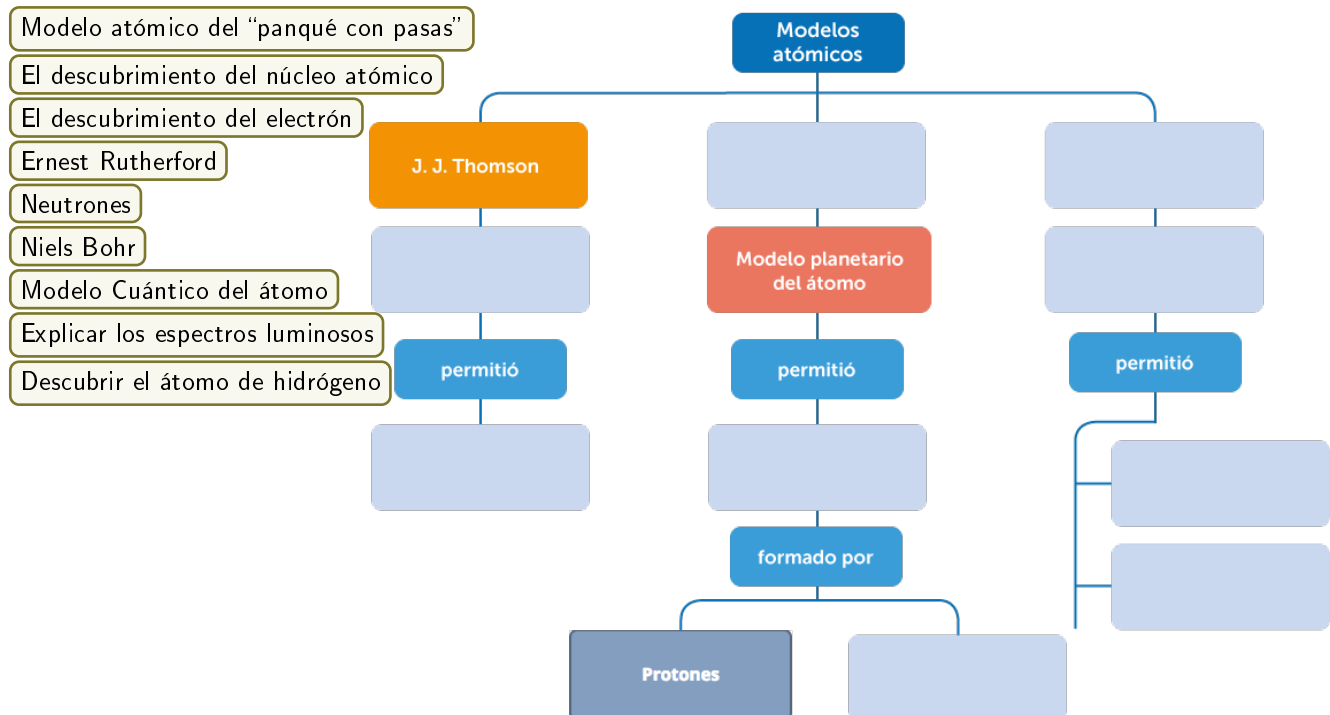 Modelo atómico del “panqué con pasas”
El descubrimiento del núcleo atómico
El descubrimiento del electrón
Ernest Rutherford
Neutrones
Niels Bohr
Modelo Cuántico del átomo
Explicar los espectros luminosos
Descubrir el átomo de hidrógeno
Modelos
atómicos
J. J. Thomson
Modelo planetario
del átomo
permitió
permitió
permitió
formado por
Protones